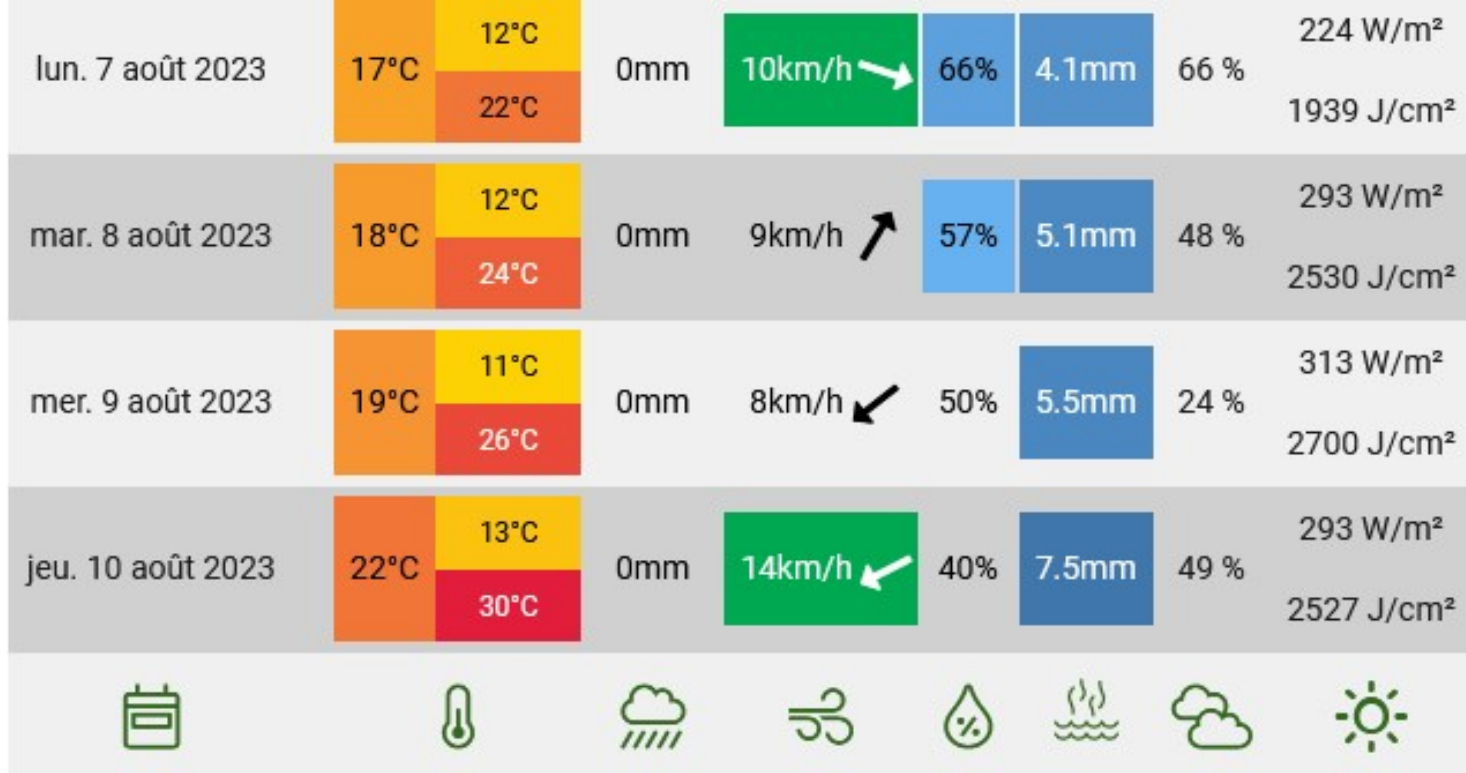 lun. 7 août 2023 17°C 12°C 22°C 0mm 10km/h 66% 4.1mm 66 % 224 W/m² 1939 J/cm²
mar. 8 août 2023 18°C 12°C 24°C 0mm 9km/h 57% 5.1mm 48 % 293 W/m² 2530 J/cm²
mer. 9 août 2023 19°C 11°C 26°C 0mm 8km/h 50% 5.5mm 24 % 313 W/m² 2700 J/cm²
jeu. 10 août 2023 22°C 13°C 30°C 0mm 14km/h 40% 7.5mm 49 % 293 W/m² 2527 J/cm²
%